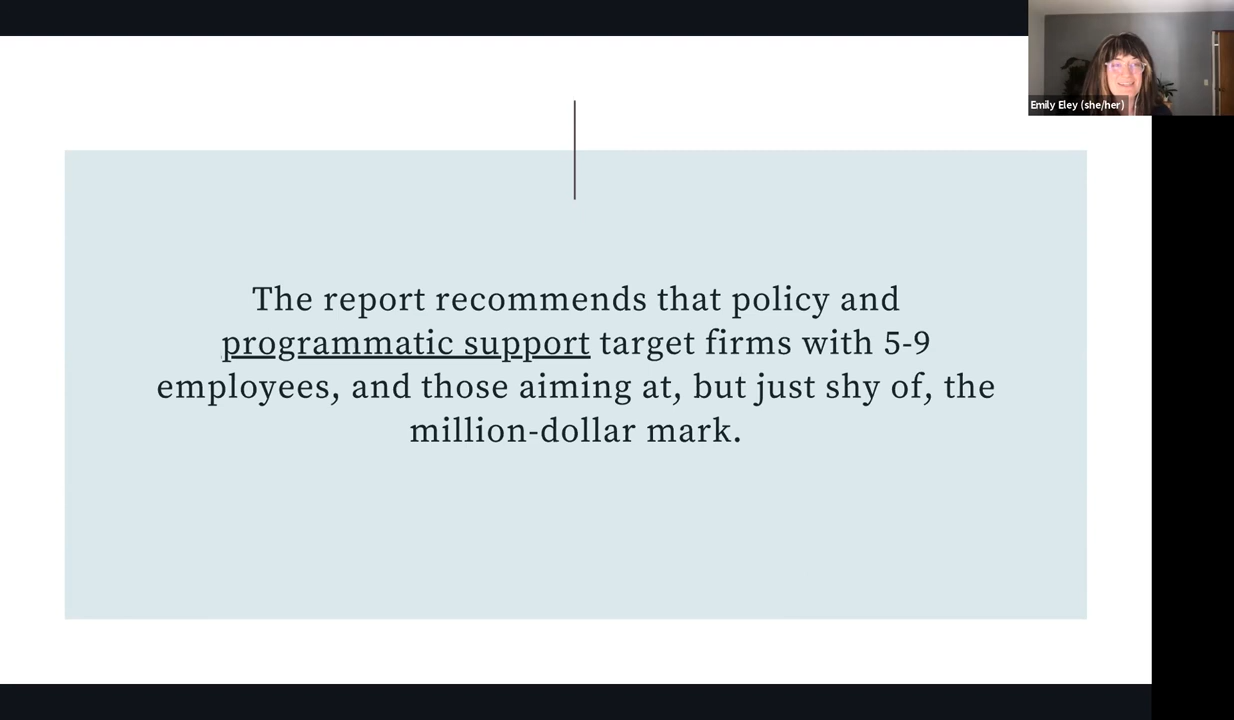 Emily Eley (she/her)
The report recommends that policy and
programmatic support target firms with 5-9
employees, and those aiming at, but just shy of, the
million-dollar mark.